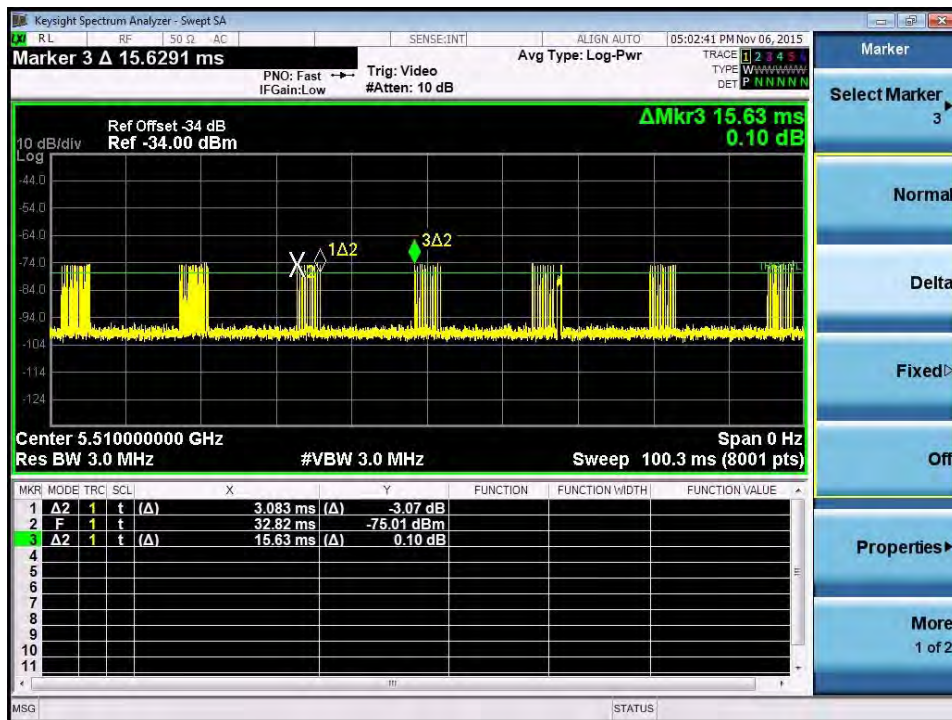 Keysight Spectrum Analyzer - Swept SA
LXI RL RF 50 Ω AC SENSE:INT ALIGN AUTO 05:02:41 PM Nov 06, 2015
Marker 3 Δ 15.6291 ms
PNO: Fast
IFGain:Low
Trig: Video
#Atten: 10 dB
Avg Type: Log-Pwr
TRACE 1 2 3 4 5 6
TYPE WWWWWWW
DET P N N N N N
ΔMkr3 15.63 ms
0.10 dB
Ref Offset -34 dB
10 dB/div Ref -34.00 dBm
Log
-44.0
-54.0
-64.0
-74.0
-84.0
-94.0
-104
-114
-124
X2
1Δ2
3Δ2
Center 5.510000000 GHz Span 0 Hz
Res BW 3.0 MHz #VBW 3.0 MHz Sweep 100.3 ms (8001 pts)
MKR MODE TRC SCL X Y FUNCTION FUNCTION WIDTH FUNCTION VALUE
1 Δ2 1 t (Δ) 3.083 ms (Δ) -3.07 dB
2 F 1 t 32.82 ms -75.01 dBm
3 Δ2 1 t (Δ) 15.63 ms (Δ) 0.10 dB
4
5
6
7
8
9
10
11
MSG STATUS
Marker
Select Marker
3
Normal
Delta
Fixed
Off
Properties
More
1 of 2